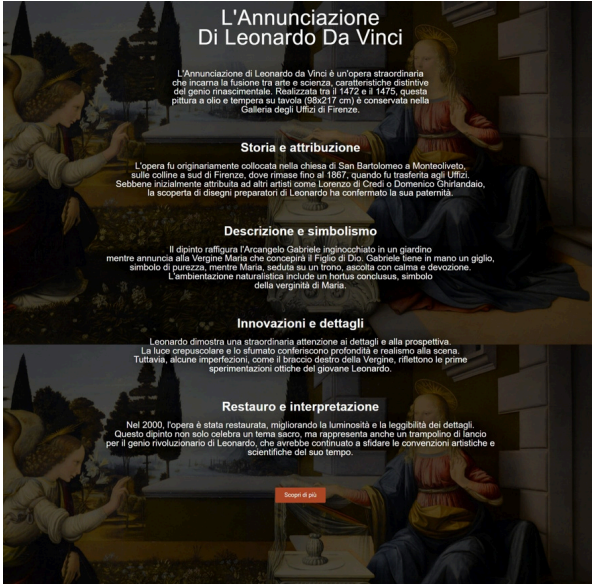 L'Annunciazione
Di Leonardo Da Vinci
L'Annunciazione di Leonardo da Vinci è un'opera straordinaria
che incarna la fusione tra arte e scienza, caratteristiche distintive
del genio rinascimentale. Realizzata tra il 1472 e il 1475, questa
pittura a olio e tempera su tavola (98x217 cm) è conservata nella
Galleria degli Uffizi di Firenze.
Storia e attribuzione
L'opera fu originariamente collocata nella chiesa di San Bartolomeo a Monteoliveto,
sulle colline a sud di Firenze, dove rimase fino al 1867, quando fu trasferita agli Uffizi.
Sebbene inizialmente attribuita ad altri artisti come Lorenzo di Credi o Domenico Ghirlandaio,
la scoperta di disegni preparatori di Leonardo ha confermato la sua paternità.
Descrizione e simbolismo
Il dipinto raffigura l'Arcangelo Gabriele inginocchiato in un giardino
mentre annuncia alla Vergine Maria che concepirà il Figlio di Dio. Gabriele tiene in mano un giglio,
simbolo di purezza, mentre Maria, seduta su un trono, ascolta con calma e devozione.
L'ambientazione naturalistica include un hortus conclusus, simbolo
della verginità di Maria.
Innovazioni e dettagli
Leonardo dimostra una straordinaria attenzione ai dettagli e alla prospettiva.
La luce crepuscolare e lo sfumato conferiscono profondità e realismo alla scena.
Tuttavia, alcune imperfezioni, come il braccio destro della Vergine, riflettono le prime
sperimentazioni ottiche del giovane Leonardo.
Restauro e interpretazione
Nel 2000, l'opera è stata restaurata, migliorando la luminosità e la leggibilità dei dettagli.
Questo dipinto non solo celebra un tema sacro, ma rappresenta anche un trampolino di lancio
per il genio rivoluzionario di Leonardo, che avrebbe continuato a sfidare le convenzioni artistiche e
scientifiche del suo tempo.
Scopri di più